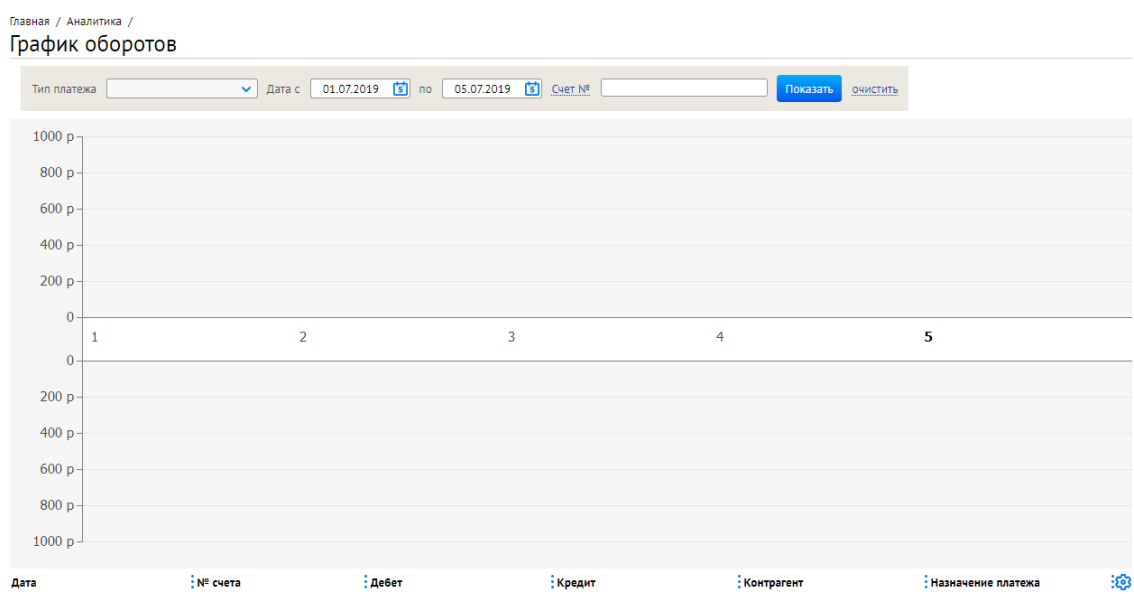 Главная / Аналитика /
График оборотов
Тип платежа Дата с 01.07.2019 по 05.07.2019 Счет № Показать очистить
1000 р
800 р
600 р
400 р
200 р
0
1 2 3 4 5
0
200 р
400 р
600 р
800 р
1000 р
Дата № счета Дебет Кредит Контрагент Назначение платежа